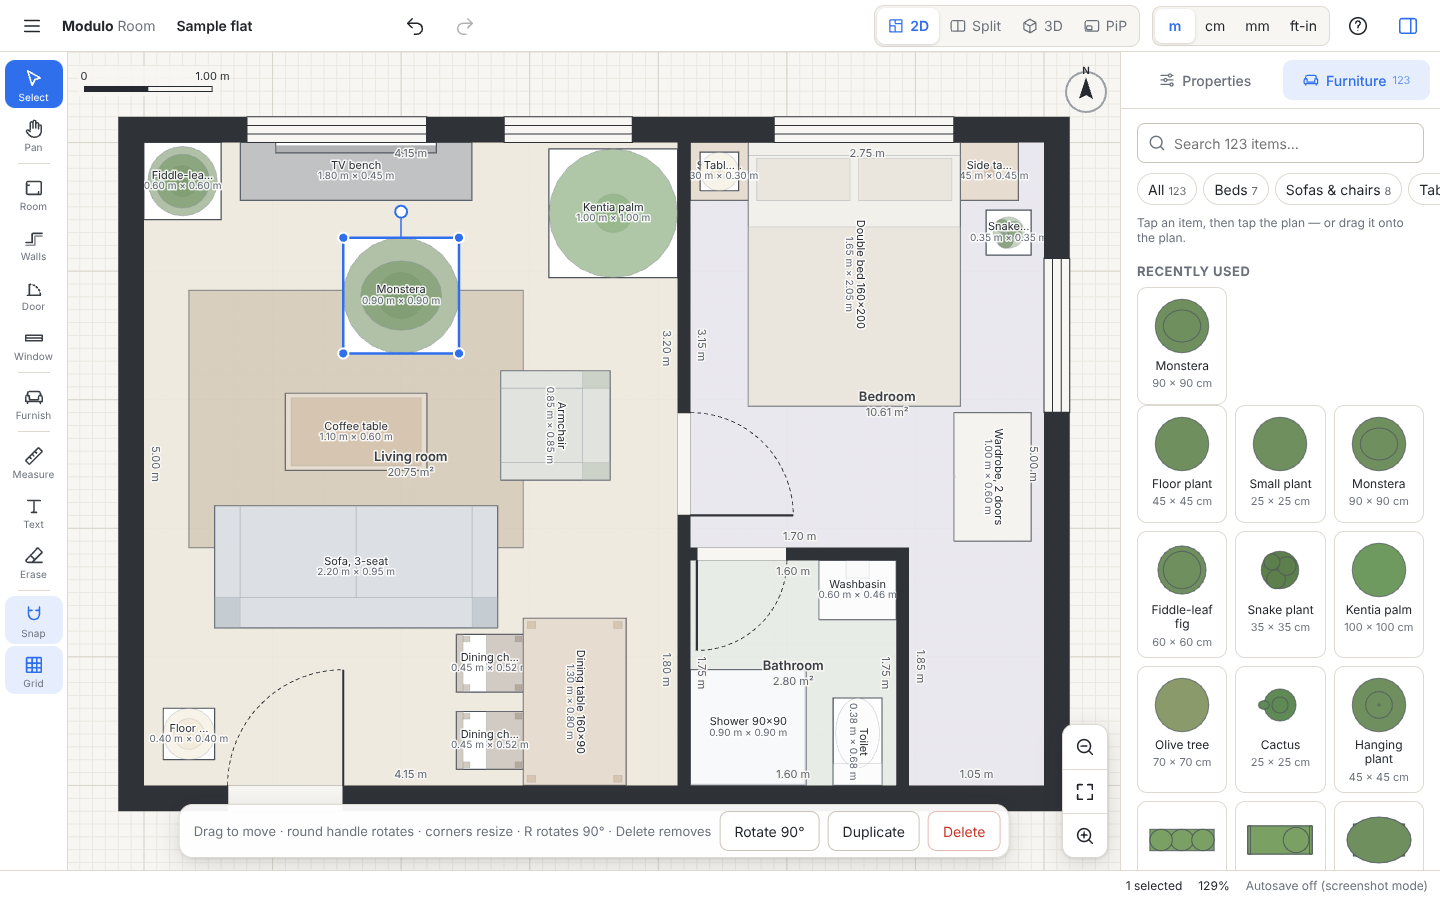 Modulo Room
Sample flat
2D
Split
3D
PiP
m
cm
mm
ft-in
Select
Pan
Room
Walls
Door
Window
Furnish
Measure
Text
Erase
Snap
Grid
0
1.00 m
N
Fiddle-lea...
0.60 m × 0.60 m
4.15 m
TV bench
1.80 m × 0.45 m
Kentia palm
1.00 m × 1.00 m
Monstera
0.90 m × 0.90 m
3.20 m
Coffee table
1.10 m × 0.60 m
Armchair
0.85 m × 0.85 m
Living room
20.75 m²
5.00 m
Sofa, 3-seat
2.20 m × 0.95 m
Dining ch...
0.45 m × 0.52
Dining ch...
0.45 m × 0.52 m
Dining table 160×90
1.30 m × 0.80 m
1.80 m
Floor ...
0.40 m × 0.40 m
4.15 m
Tabl...
30 m × 0.30 m
2.75 m
Side ta...
45 m × 0.45 m
Snake...
0.35 m × 0.35 m
Double bed 160×200
1.65 m × 2.05 m
3.15 m
Bedroom
10.61 m²
Wardrobe, 2 doors
1.00 m × 0.60 m
5.00 m
1.70 m
1.60 m
Washbasin
0.60 m × 0.46 m
Bathroom
2.80 m²
1.75 m
1.75 m
1.85 m
Shower 90×90
0.90 m × 0.90 m
Toilet
0.38 m × 0.68 m
1.60 m
1.05 m
Drag to move · round handle rotates · corners resize · R rotates 90° · Delete removes
Rotate 90°
Duplicate
Delete
Properties
Furniture 123
Search 123 items...
All 123
Beds 7
Sofas & chairs 8
Tab
Tap an item, then tap the plan — or drag it onto
the plan.
RECENTLY USED
Monstera
90 × 90 cm
Floor plant
45 × 45 cm
Small plant
25 × 25 cm
Monstera
90 × 90 cm
Fiddle-leaf
fig
60 × 60 cm
Snake plant
35 × 35 cm
Kentia palm
100 × 100 cm
Olive tree
70 × 70 cm
Cactus
25 × 25 cm
Hanging
plant
45 × 45 cm
1 selected
129%
Autosave off (screenshot mode)